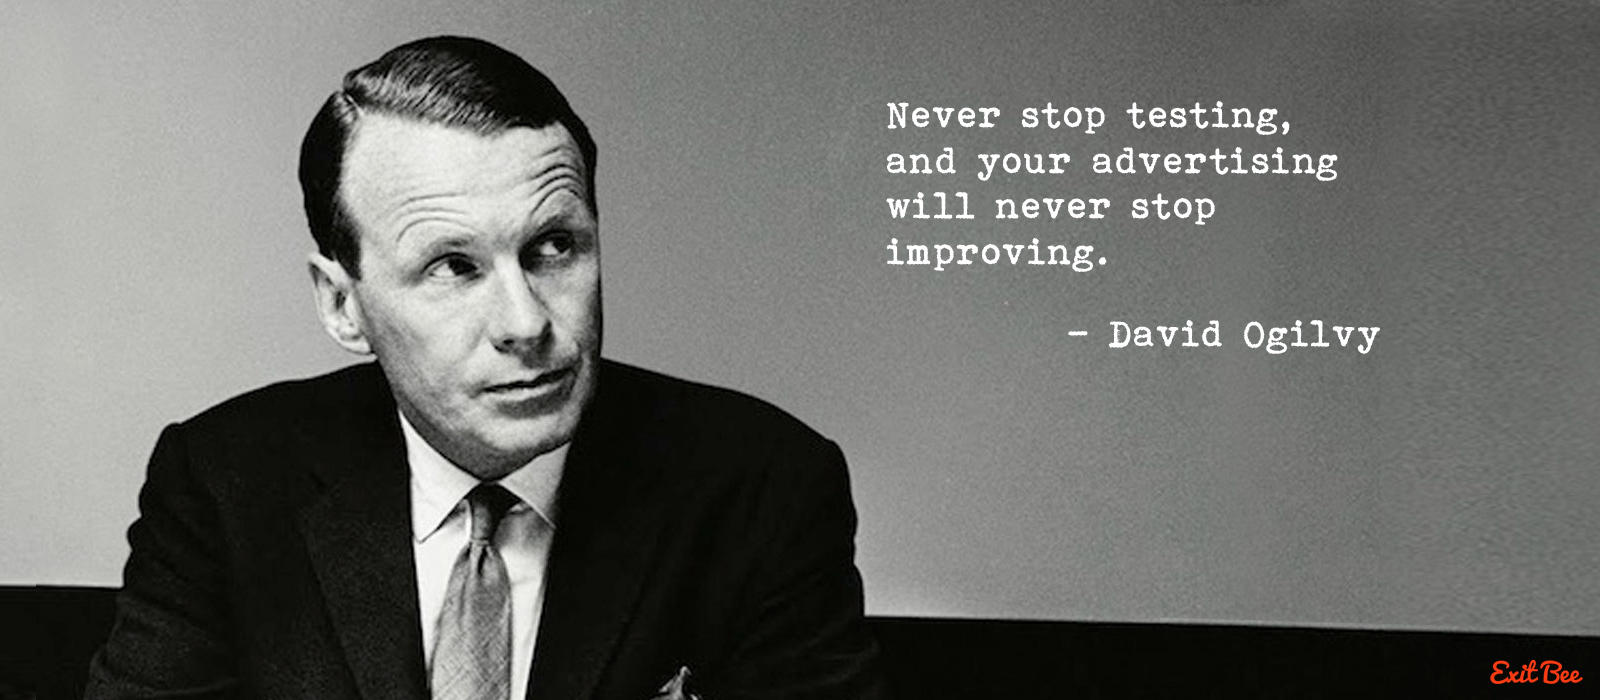 Never stop testing,
and your advertising
will never stop
improving.
– David Ogilvy
Exit Bee